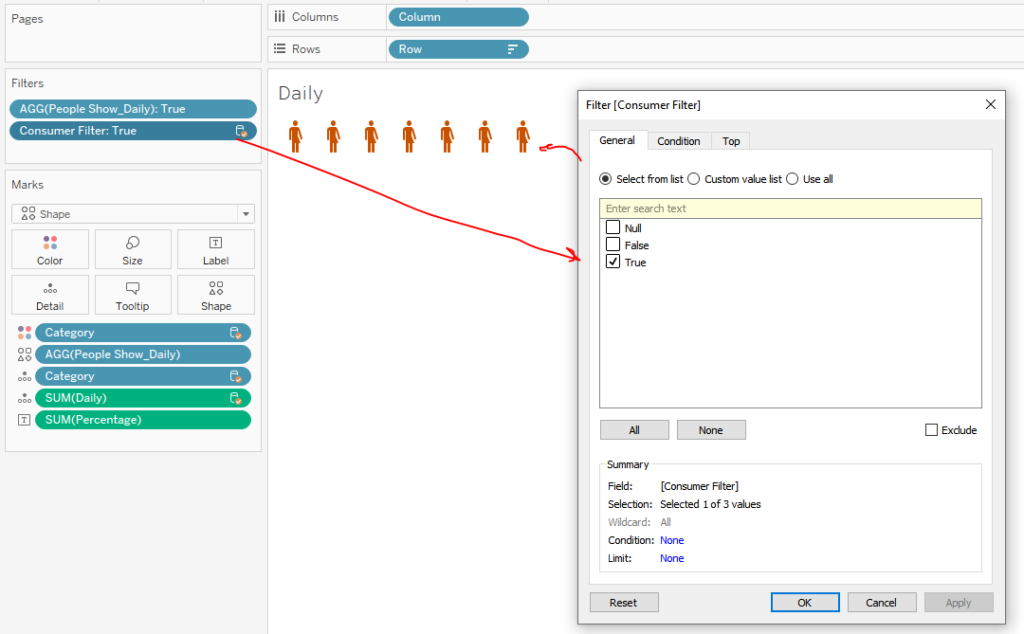 Pages
Columns
Column
Rows
Row
Filters
AGG(People Show_Daily): True
Consumer Filter: True
Marks
Shape
Color
Size
Label
Detail
Tooltip
Shape
Category
AGG(People Show_Daily)
Category
SUM(Daily)
SUM(Percentage)
Daily
Filter [Consumer Filter]
General
Condition
Top
Select from list
Custom value list
Use all
Enter search text
Null
False
True
All
None
Exclude
Summary
Field: [Consumer Filter]
Selection: Selected 1 of 3 values
Wildcard: All
Condition: None
Limit: None
Reset
OK
Cancel
Apply